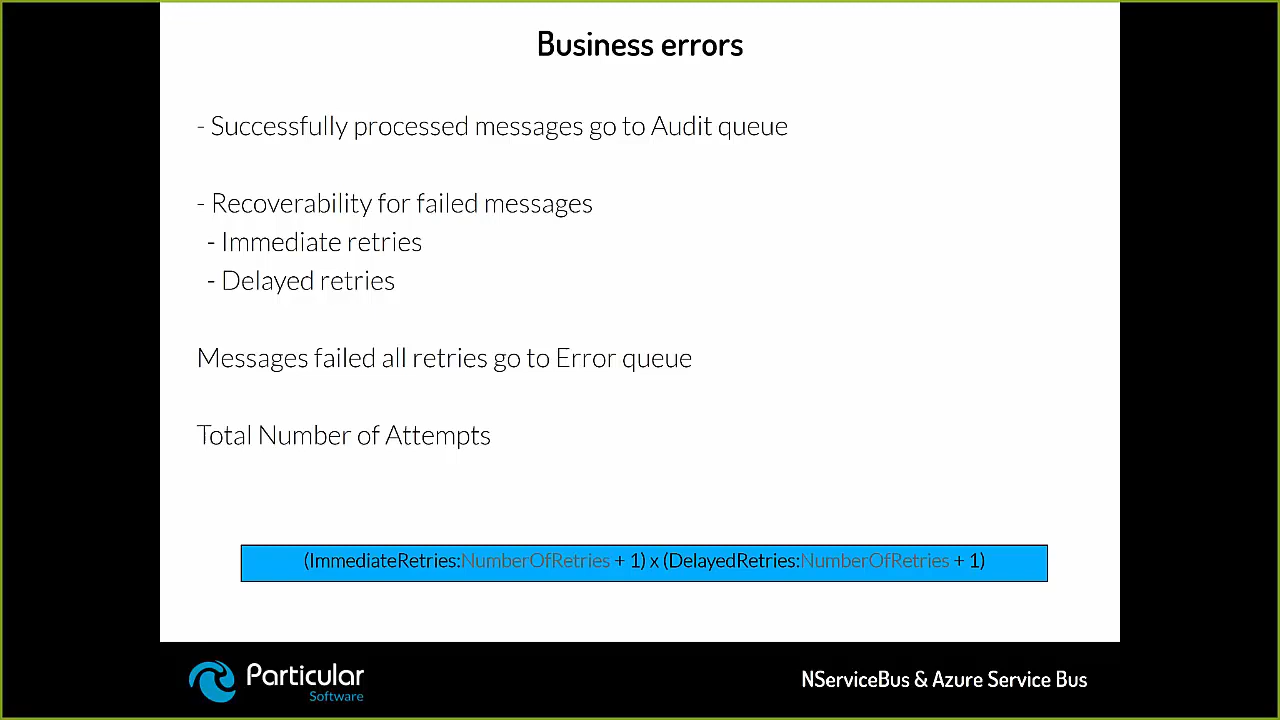 Business errors
- Successfully processed messages go to Audit queue
- Recoverability for failed messages
- Immediate retries
- Delayed retries
Messages failed all retries go to Error queue
Total Number of Attempts
(ImmediateRetries:NumberOfRetries + 1) x (DelayedRetries:NumberOfRetries + 1)
Particular
Software
NServiceBus & Azure Service Bus